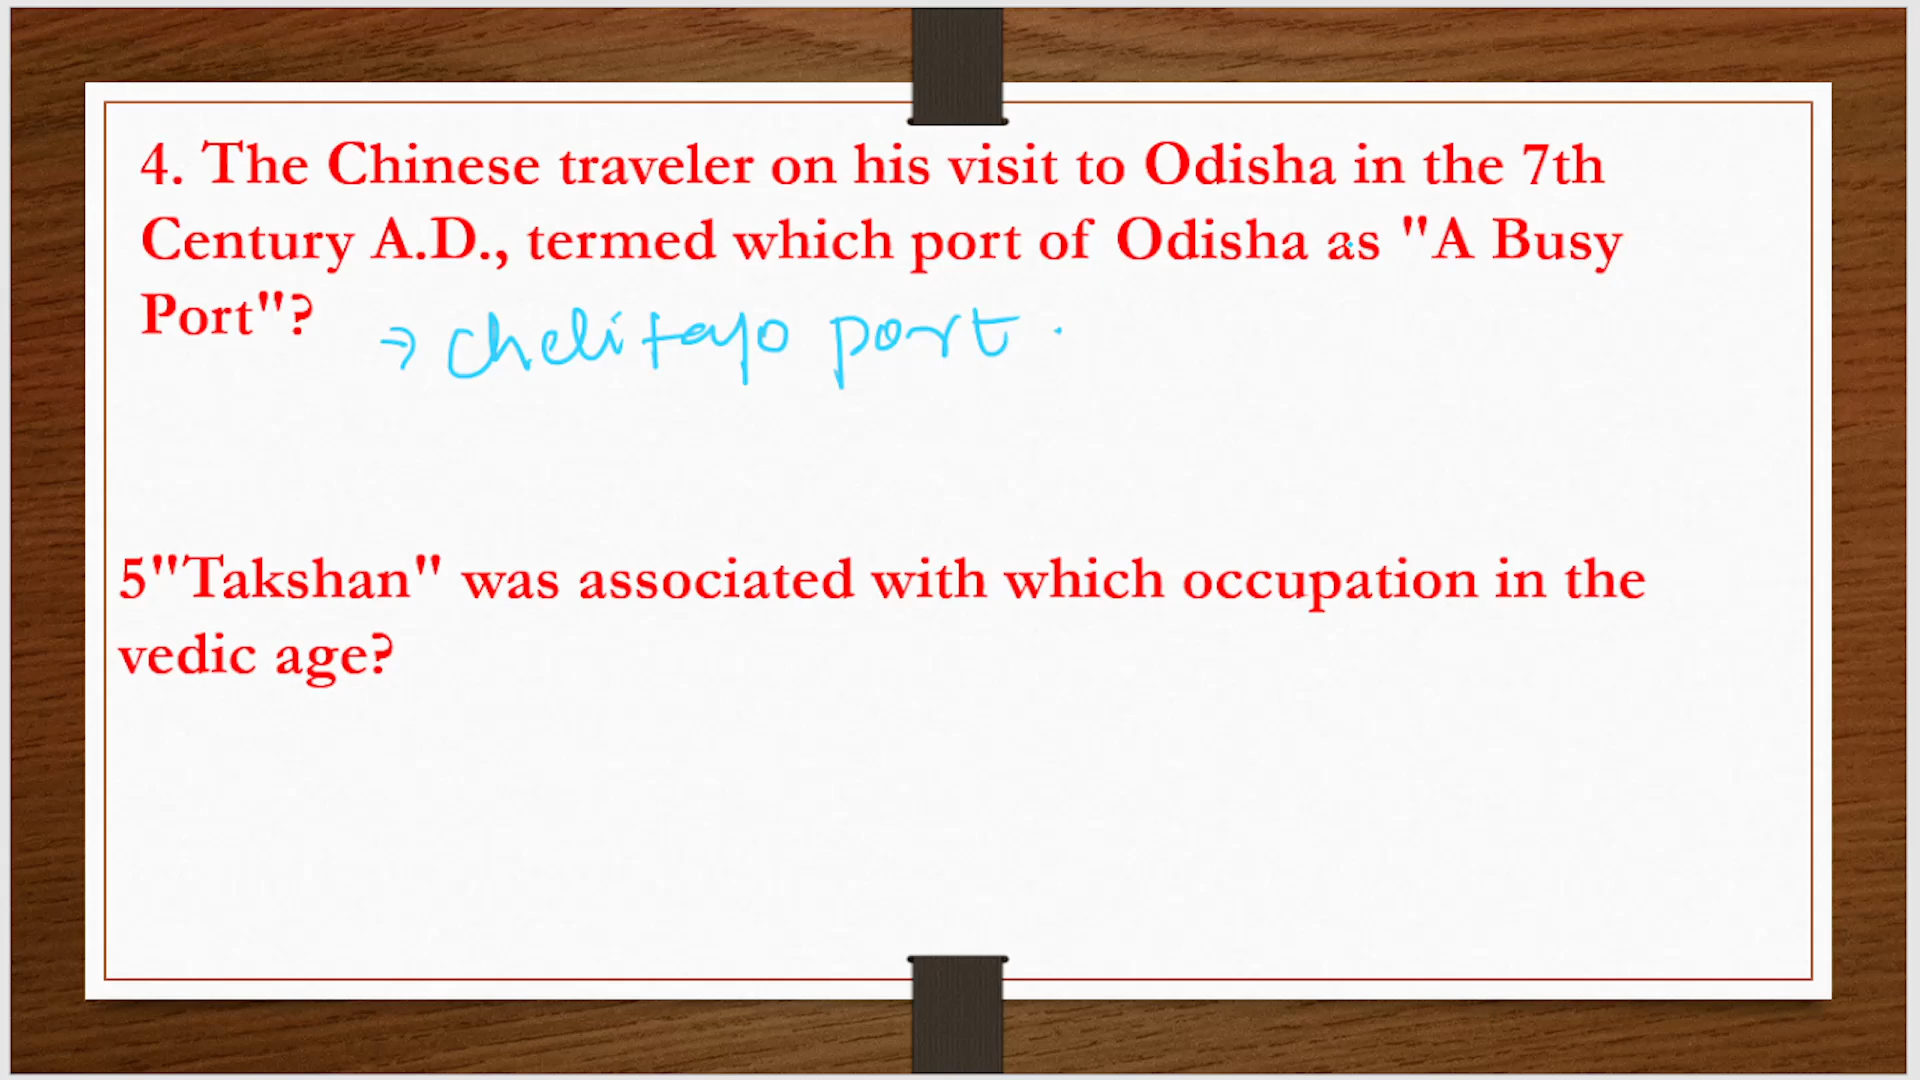 4. The Chinese traveler on his visit to Odisha in the 7th
Century A.D., termed which port of Odisha as "A Busy
Port"?
→ chelitayo port.
5"Takshan" was associated with which occupation in the
vedic age?